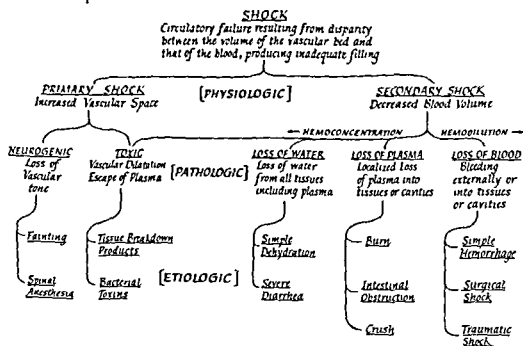 SHOCK
Circulatory failure resulting from disparity
between the volume of the vascular bed and
that of the blood, producing inadequate filling
PRIMARY SHOCK
Increased Vascular Space
[PHYSIOLOGIC]
SECONDARY SHOCK
Decreased Blood Volume
← HEMOCONCENTRATION
HEMODILUTION →
NEUROGENIC
Loss of
Vascular
tone
TOXIC
Vascular Dilatation
Escape of Plasma
[PATHOLOGIC]
LOSS OF WATER
Loss of water
from all tissues
including plasma
LOSS OF PLASMA
Localized loss
of plasma into
tissues or cavities
LOSS OF BLOOD
Bleeding
externally or
into tissues
or cavities
Fainting
Spinal
Anesthesia
Tissue Breakdown
Products
Bacterial
Toxins
[ETIOLOGIC]
Simple
Dehydration
Severe
Diarrhea
Burn
Intestinal
Obstruction
Crush
Simple
Hemorrhage
Surgical
Shock
Traumatic
Shock